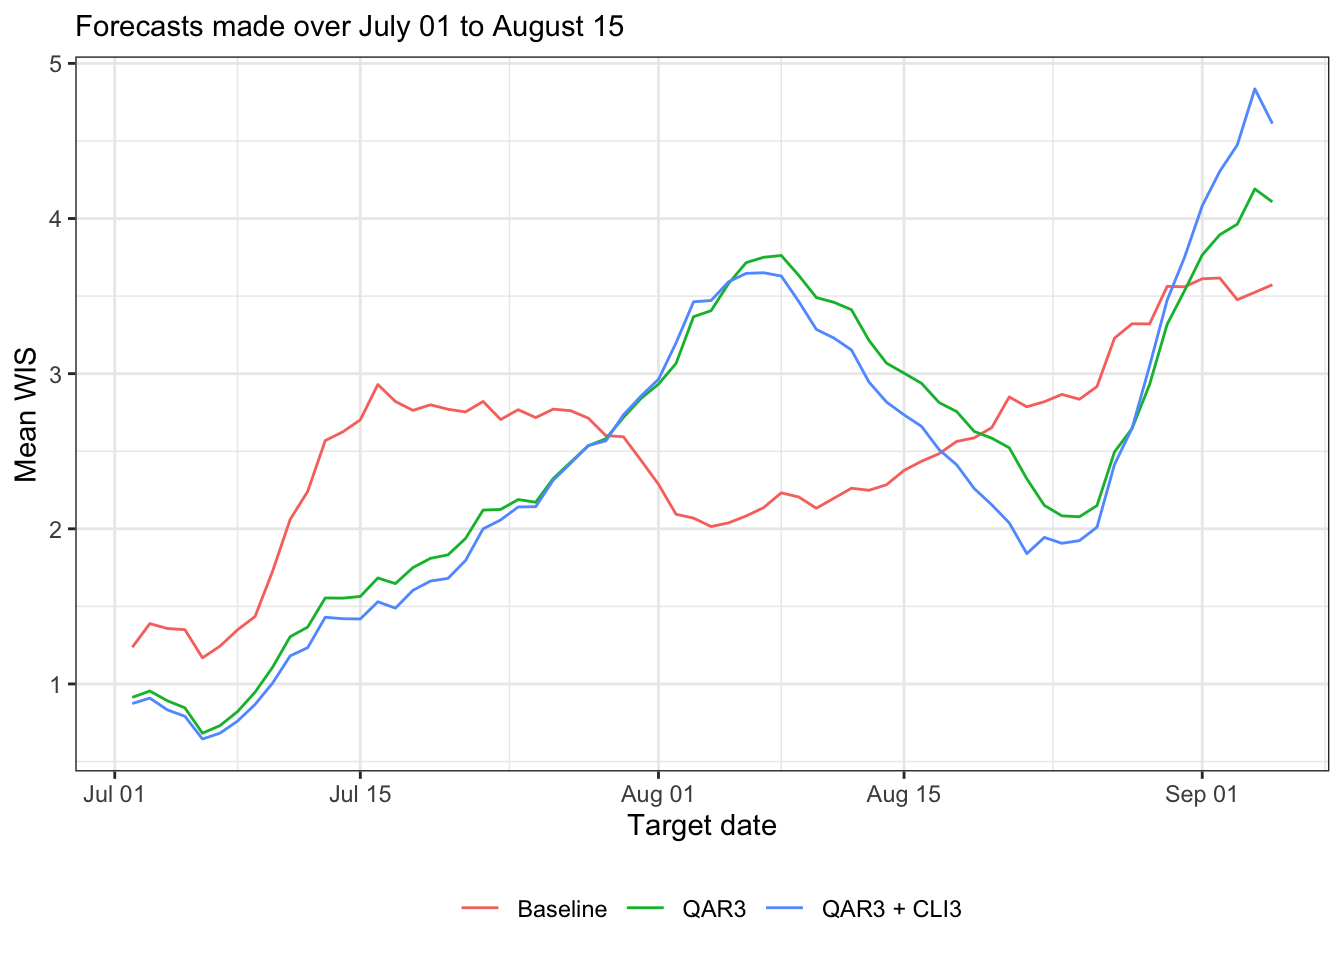 Forecasts made over July 01 to August 15
5
4
3
2
1
Mean WIS
Jul 01 Jul 15 Aug 01 Aug 15 Sep 01
Target date
Baseline QAR3 QAR3 + CLI3